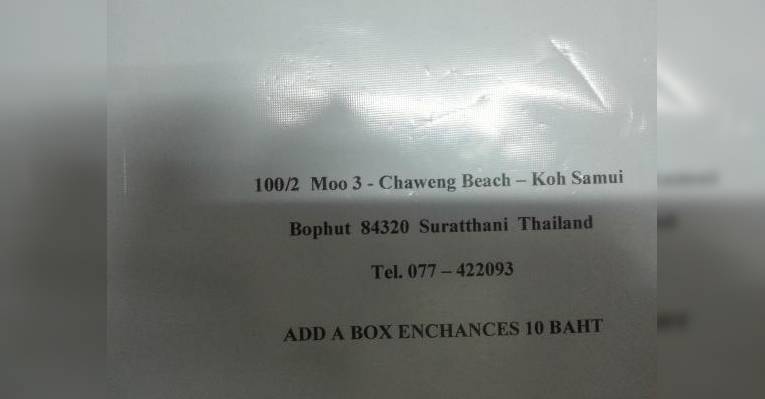 100/2 Moo 3 - Chaweng Beach – Koh Samui
Bophut 84320 Suratthani Thailand
Tel. 077 – 422093
ADD A BOX ENCHANCES 10 BAHT